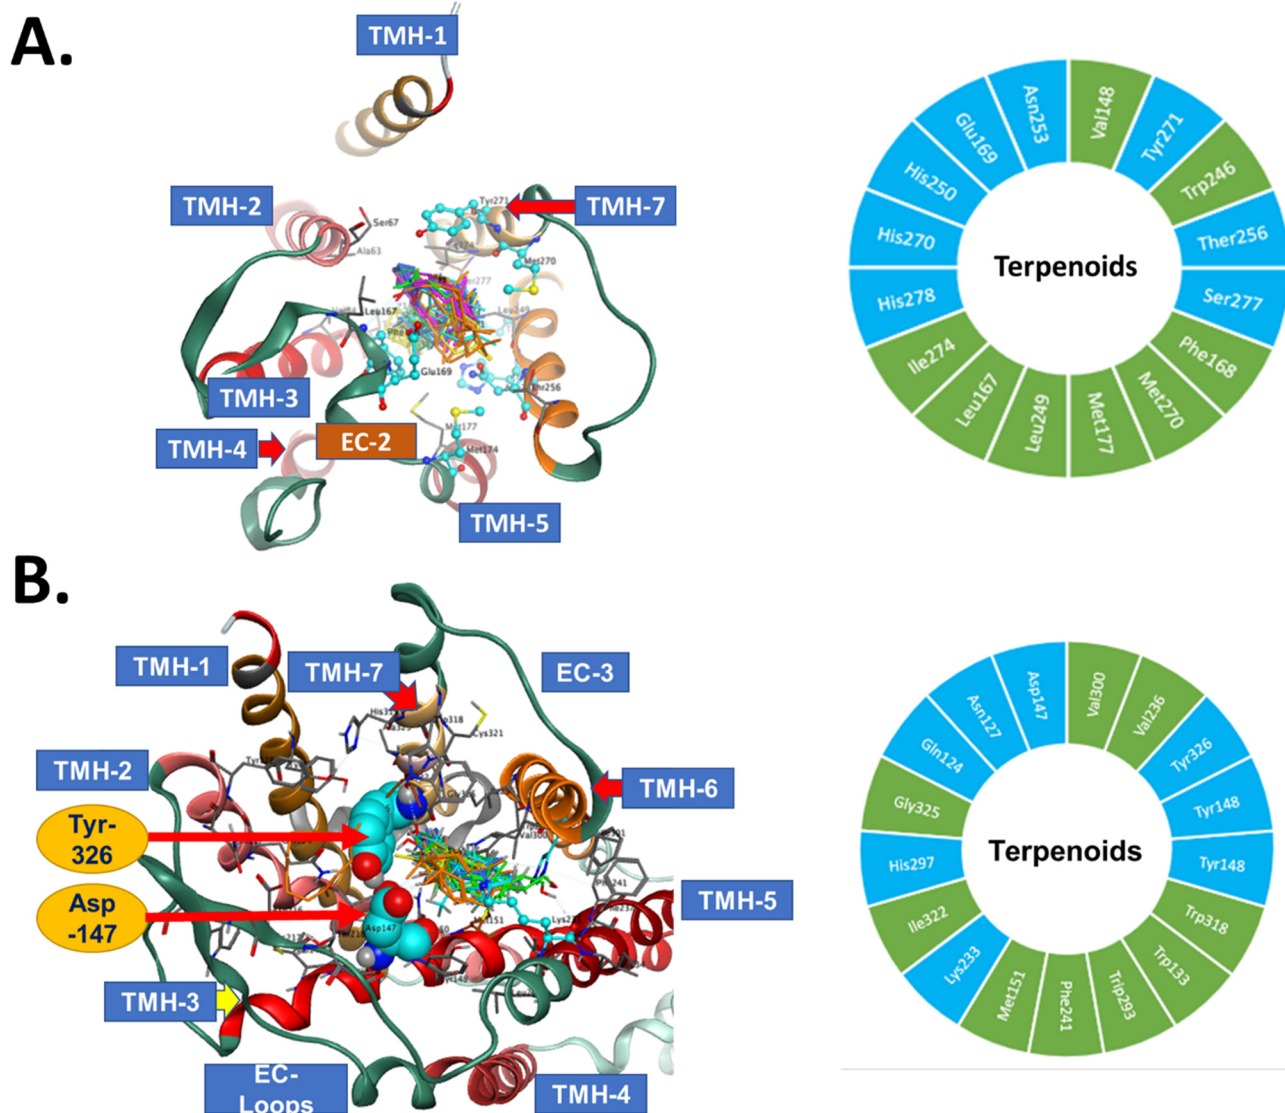 A.
TMH-1
TMH-2
TMH-7
Tyr271
Ser67
Ala63
Met270
Leu167
Leu249
Glu169
Thr256
TMH-3
TMH-4
EC-2
Met177
Met174
TMH-5
Asn253
Val148
Tyr271
Trp246
Ther256
Ser277
Phe168
Met270
Met177
Leu249
Leu167
Ile274
His278
His270
His250
Glu169
Terpenoids
B.
TMH-1
TMH-7
EC-3
Cys321
TMH-2
TMH-6
Tyr-
326
Val300
TMH-5
Asp
-147
Asp147
TMH-3
EC-
Loops
TMH-4
Asp147
Val300
Val236
Tyr326
Tyr148
Tyr148
Trp318
Trp133
Trip293
Phe241
Met151
Lys233
Ile322
His297
Gly325
Gln124
Asn127
Terpenoids